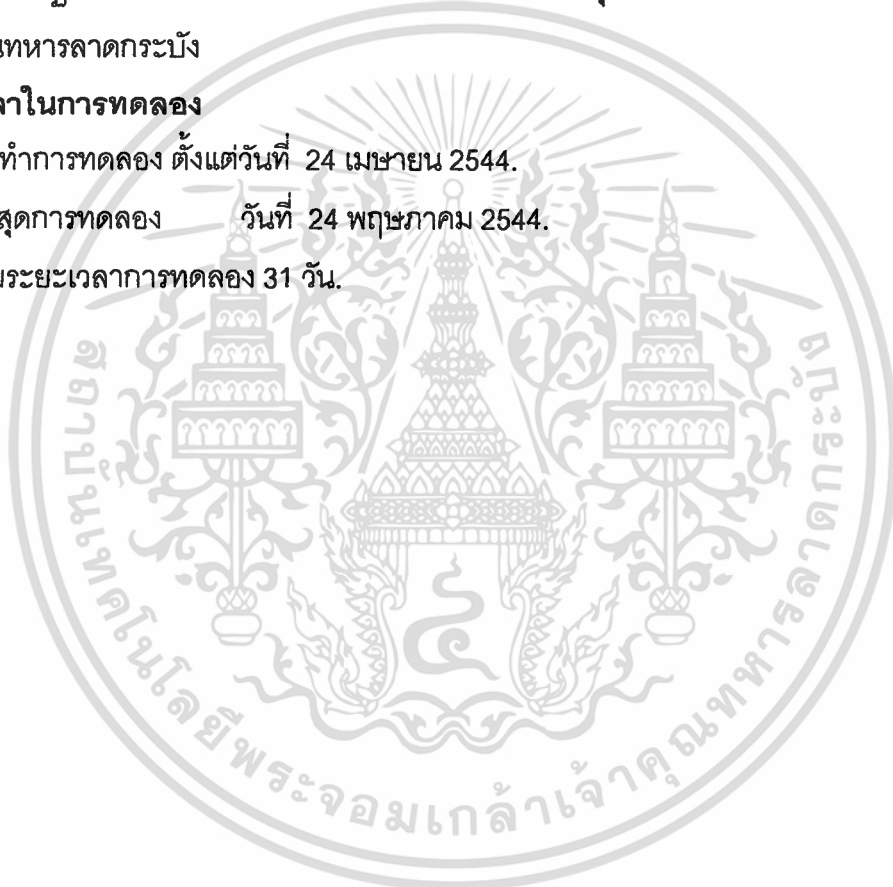 นทหารลาดกระบัง
ลาในการทดลอง
ทำการทดลอง ตั้งแต่วันที่ 24 เมษายน 2544.
สุดการทดลอง วันที่ 24 พฤษภาคม 2544.
มระยะเวลาการทดลอง 31 วัน.
สถาบันเทคโนโลยีพระจอมเกล้าเจ้าคุณทหารลาดกระบัง